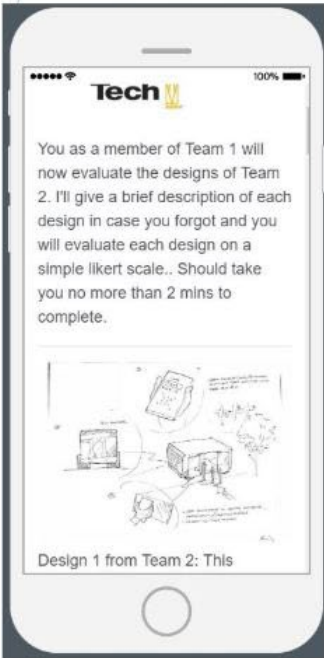 100%
Tech
You as a member of Team 1 will
now evaluate the designs of Team
2. I'll give a brief description of each
design in case you forgot and you
will evaluate each design on a
simple likert scale.. Should take
you no more than 2 mins to
complete.
Design 1 from Team 2: This